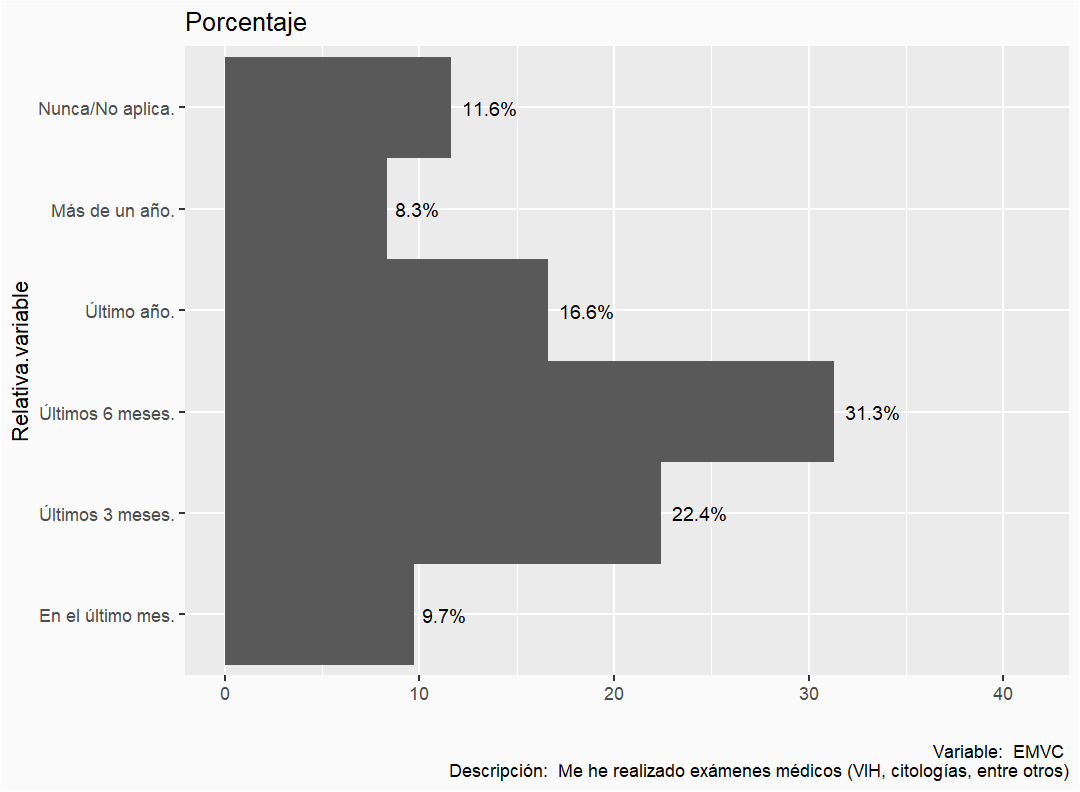 Porcentaje
Relativa.variable
Nunca/No aplica.
11.6%
Más de un año.
8.3%
Último año.
16.6%
Últimos 6 meses.
31.3%
Últimos 3 meses.
22.4%
En el último mes.
9.7%
0 10 20 30 40
Variable:  EMVC
Descripción:  Me he realizado exámenes médicos (VIH, citologías, entre otros)